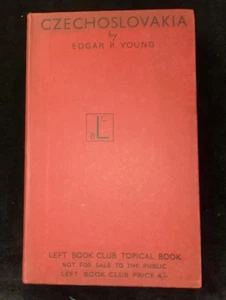 CZECHOSLOVAKIA
by
EDGAR P. YOUNG
L
B C
LEFT BOOK CLUB TOPICAL BOOK
NOT FOR SALE TO THE PUBLIC
LEFT BOOK CLUB PRICE 4/-